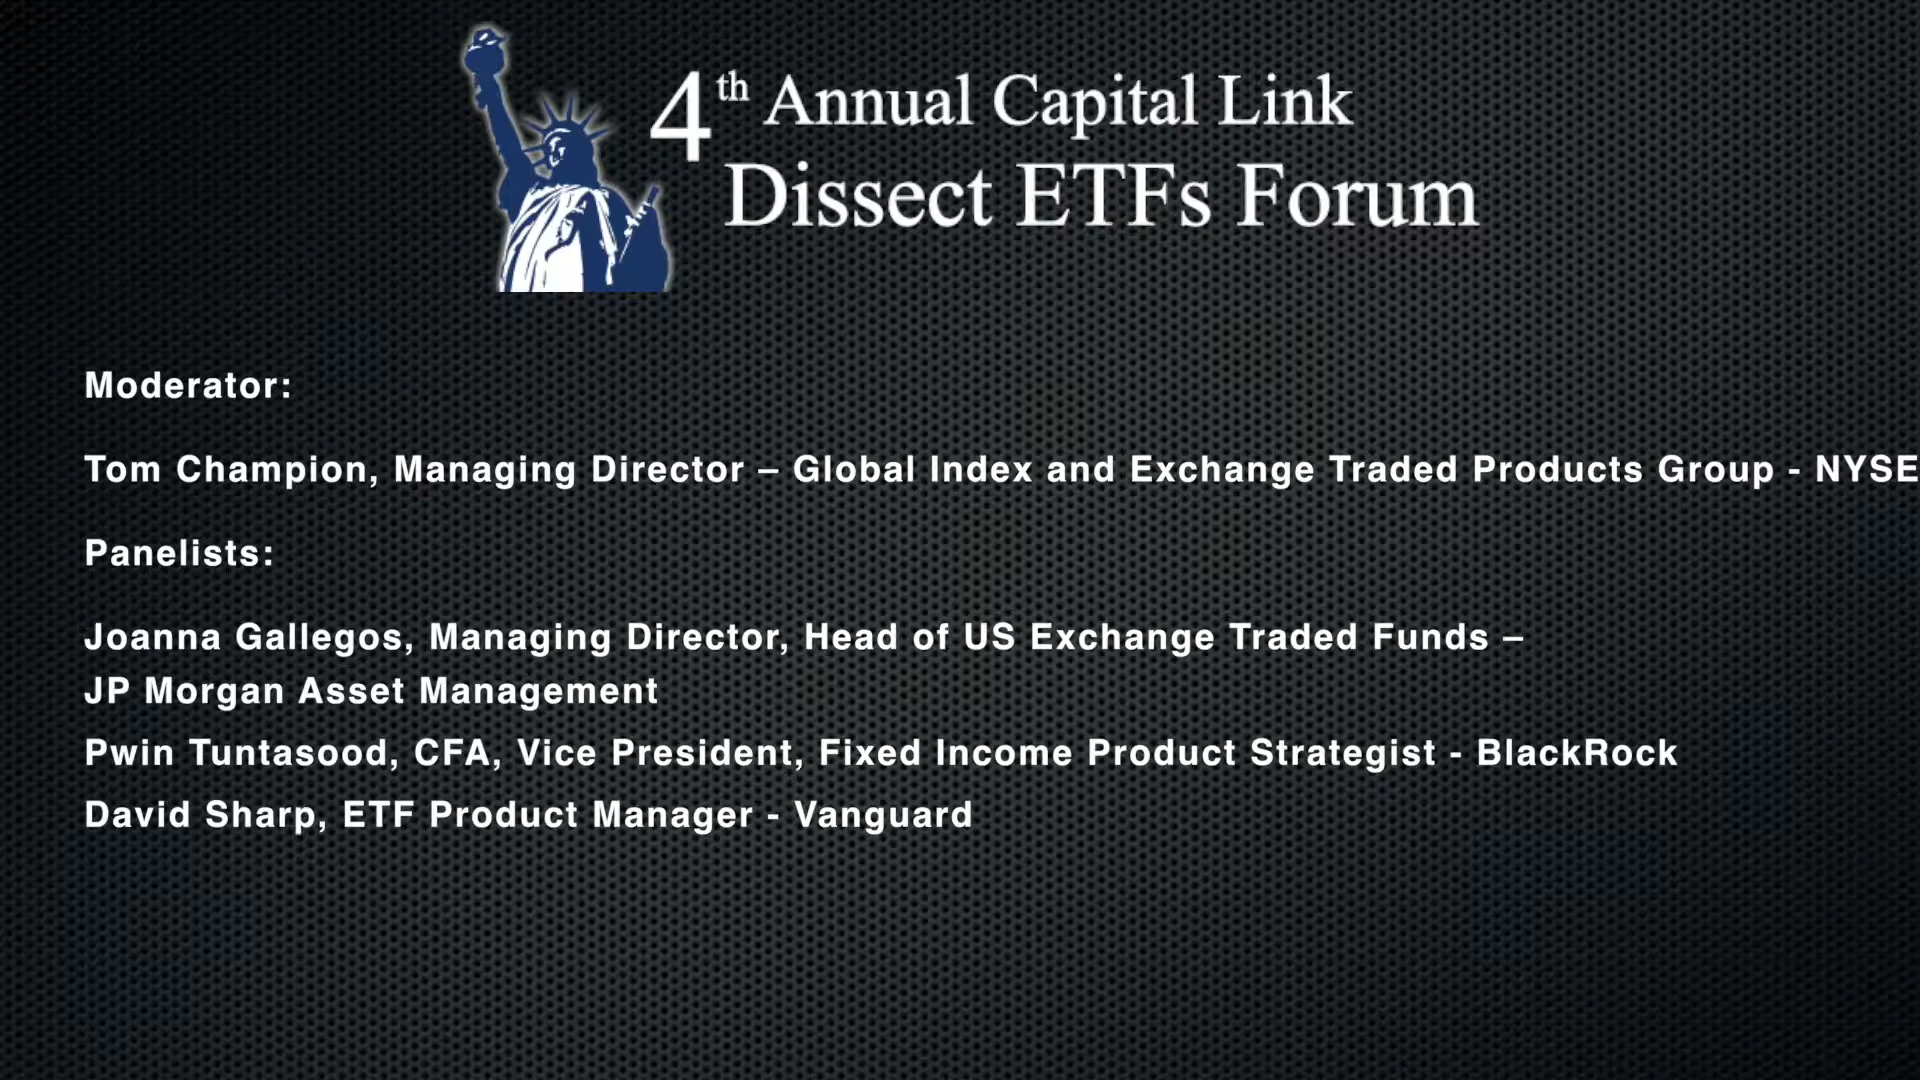 4th Annual Capital Link
Dissect ETFs Forum
Moderator:
Tom Champion, Managing Director – Global Index and Exchange Traded Products Group - NYSE
Panelists:
Joanna Gallegos, Managing Director, Head of US Exchange Traded Funds –
JP Morgan Asset Management
Pwin Tuntasood, CFA, Vice President, Fixed Income Product Strategist - BlackRock
David Sharp, ETF Product Manager - Vanguard